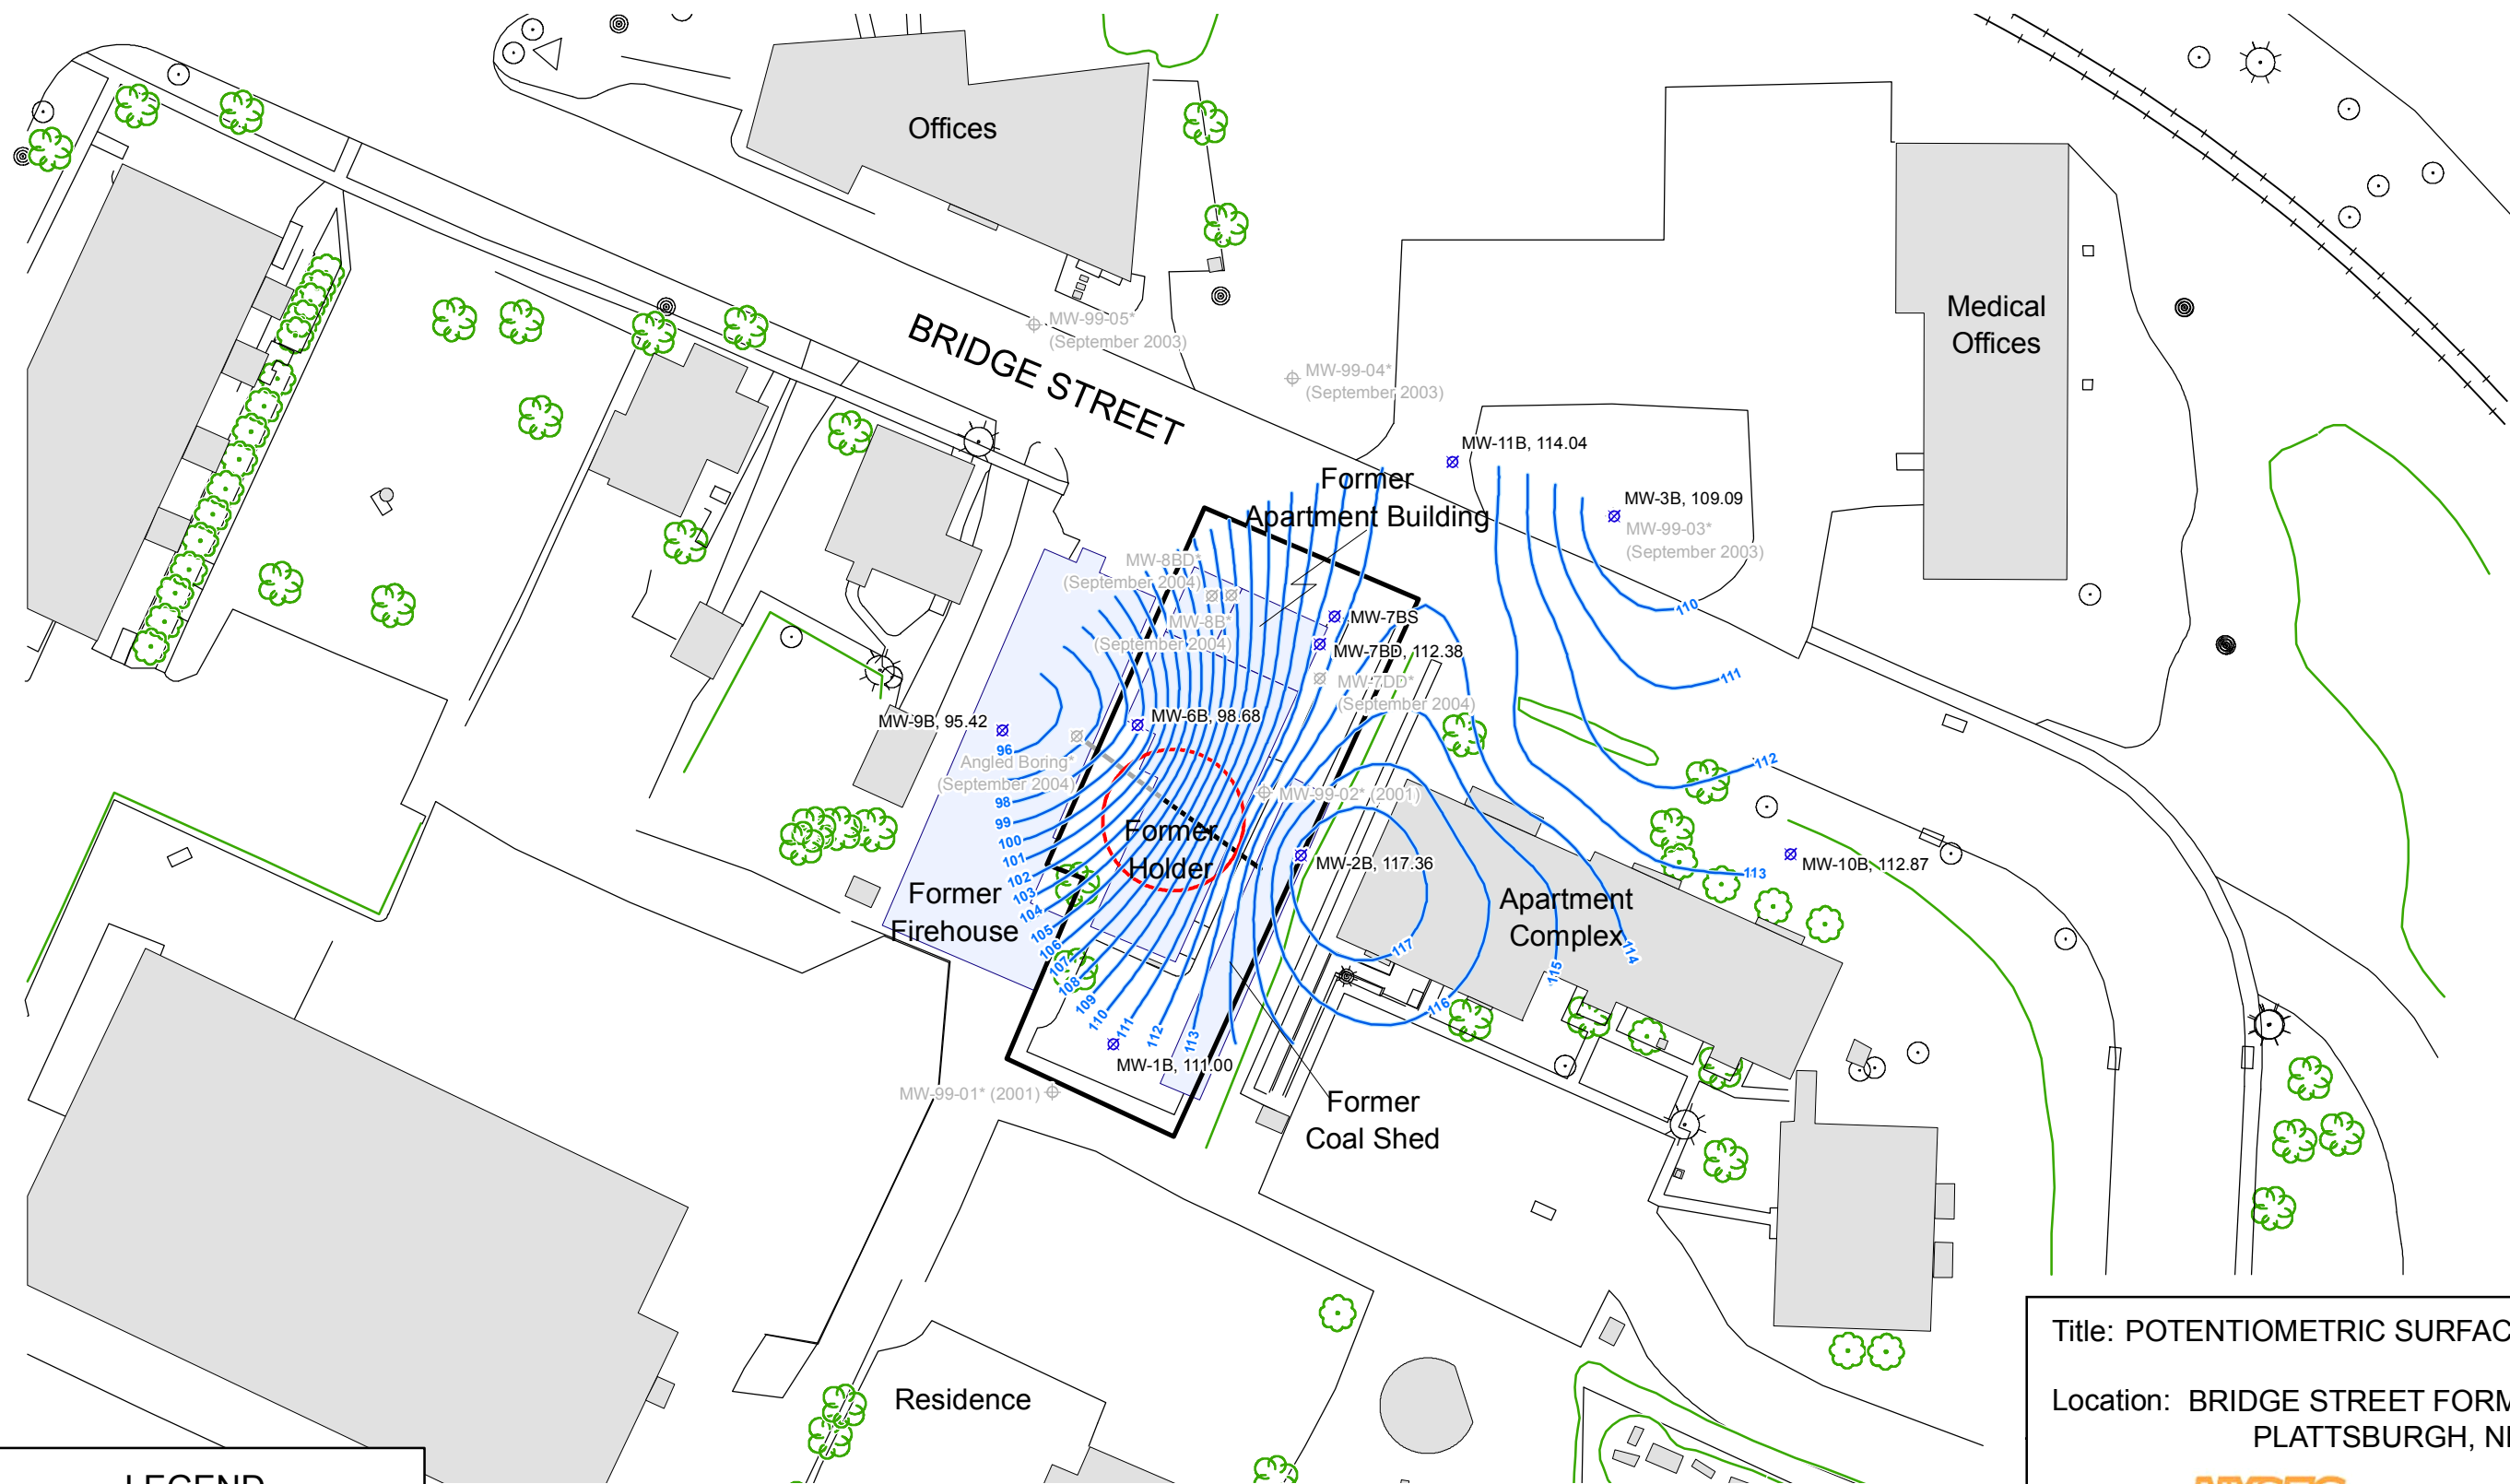 Offices
Medical
Offices
BRIDGE STREET
MW-99-05*
(September 2003)
MW-99-04*
(September 2003)
MW-11B, 114.04
MW-3B, 109.09
MW-99-03*
(September 2003)
Former
Apartment Building
MW-8BD*
(September 2004)
MW-8B*
(September 2004)
MW-7BS
MW-7BD, 112.38
MW-7DD*
(September 2004)
110
111
112
113
114
115
116
117
MW-9B, 95.42
MW-6B, 98.68
Angled Boring*
(September 2004)
MW-99-02* (2001)
MW-2B, 117.36
MW-10B, 112.87
96
98
99
100
101
102
103
104
105
106
107
108
109
110
111
112
113
Former
Holder
Former
Firehouse
Apartment
Complex
MW-1B, 111.00
MW-99-01* (2001)
Former
Coal Shed
Residence
LEGEND
Title: POTENTIOMETRIC SURFAC
Location: BRIDGE STREET FORM
PLATTSBURGH, N